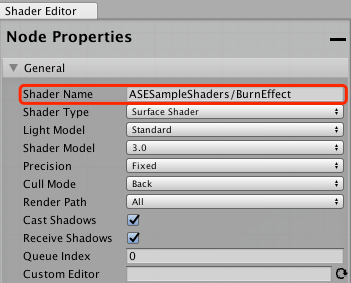 Shader Editor
Node Properties
General
Shader Name ASESampleShaders/BurnEffect
Shader Type Surface Shader
Light Model Standard
Shader Model 3.0
Precision Fixed
Cull Mode Back
Render Path All
Cast Shadows
Receive Shadows
Queue Index 0
Custom Editor